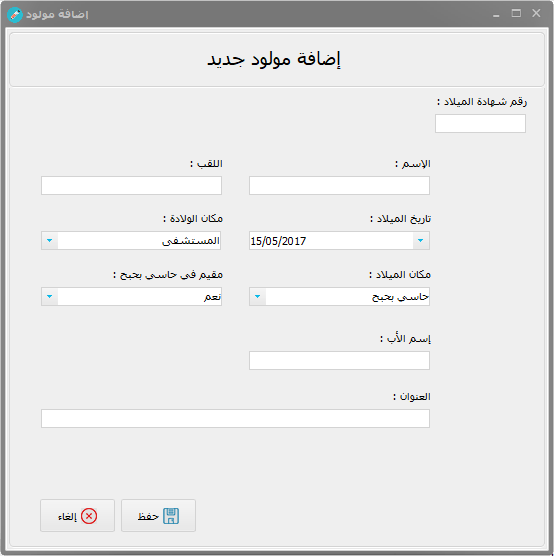 إضافة مولود
إضافة مولود جديد
رقم شهادة الميلاد :
الإسم :
اللقب :
تاريخ الميلاد :
مكان الولادة :
15/05/2017
المستشفى
مكان الميلاد :
مقيم في حاسي بحبح :
حاسي بحبح
نعم
إسم الأب :
العنوان :
حفظ
إلغاء